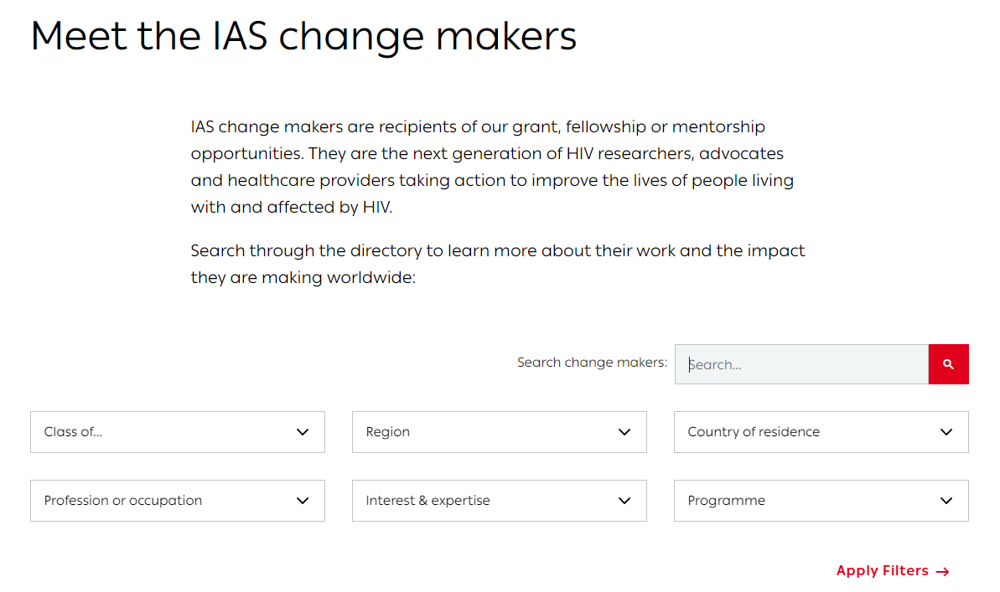 Meet the IAS change makers
IAS change makers are recipients of our grant, fellowship or mentorship
opportunities. They are the next generation of HIV researchers, advocates
and healthcare providers taking action to improve the lives of people living
with and affected by HIV.
Search through the directory to learn more about their work and the impact
they are making worldwide:
Search change makers:
Search...
Class of...
Region
Country of residence
Profession or occupation
Interest & expertise
Programme
Apply Filters →